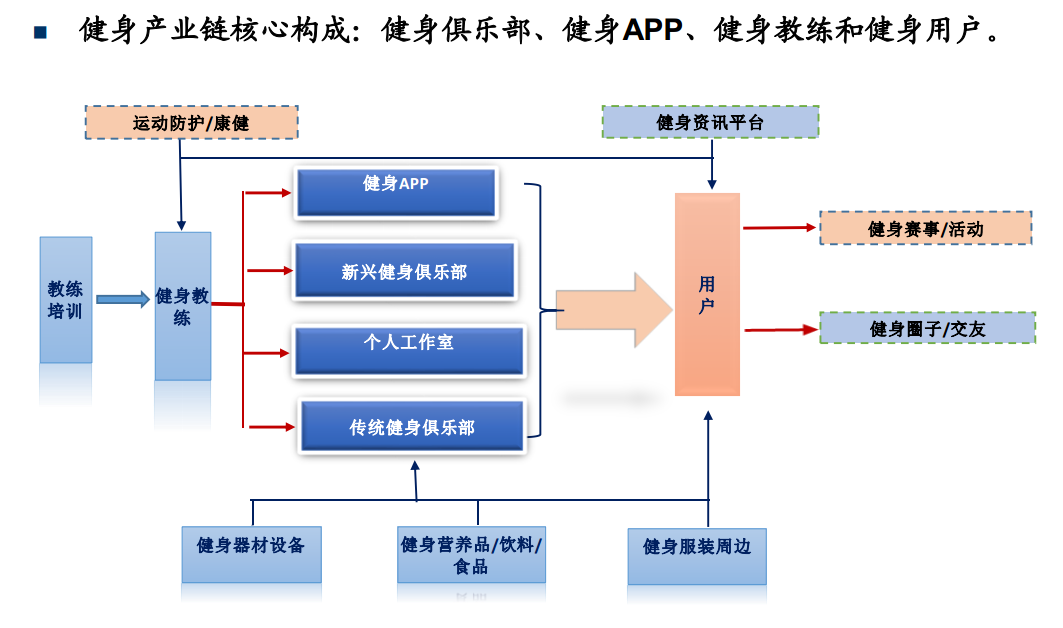 健身产业链核心构成：健身俱乐部、健身APP、健身教练和健身用户。
运动防护/康健
健身资讯平台
健身APP
新兴健身俱乐部
个人工作室
传统健身俱乐部
教练
培训
健身教
练
用
户
健身赛事/活动
健身圈子/交友
健身器材设备
健身营养品/饮料/
食品
健身服装周边